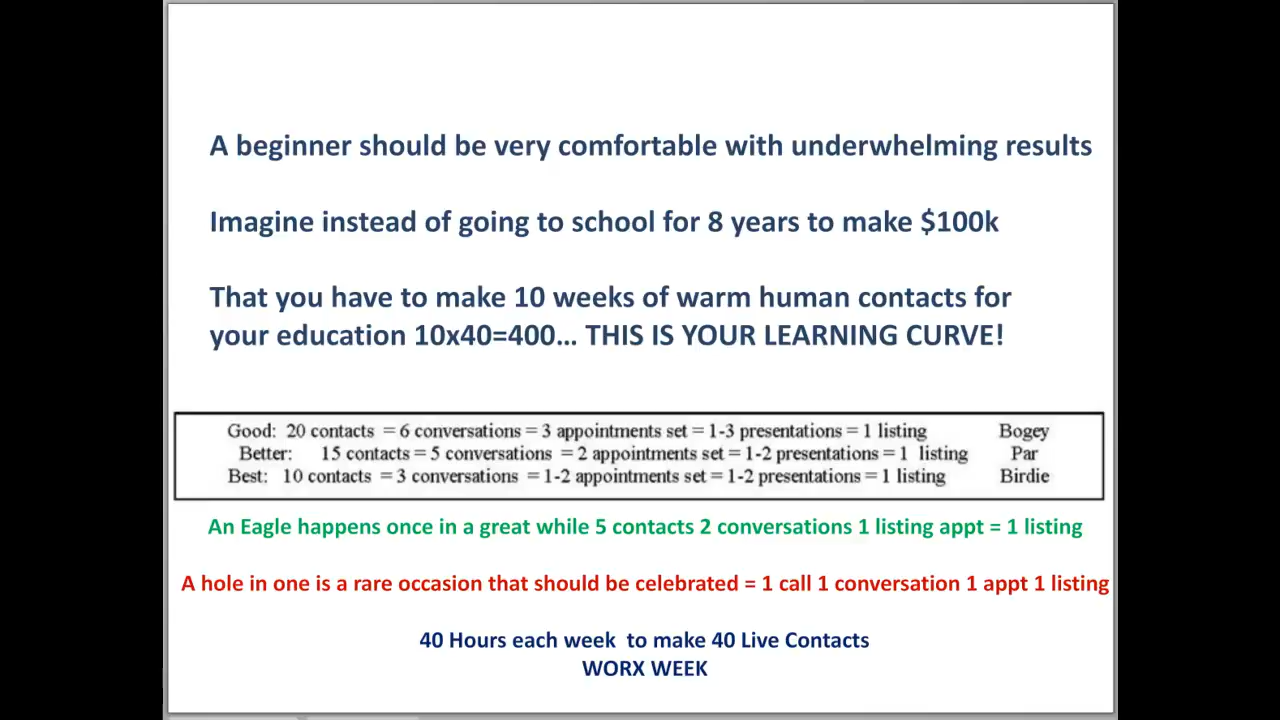 A beginner should be very comfortable with underwhelming results
Imagine instead of going to school for 8 years to make $100k
That you have to make 10 weeks of warm human contacts for
your education 10x40=400... THIS IS YOUR LEARNING CURVE!
Good: 20 contacts = 6 conversations = 3 appointments set = 1-3 presentations = 1 listing Bogey
Better: 15 contacts = 5 conversations = 2 appointments set = 1-2 presentations = 1 listing Par
Best: 10 contacts = 3 conversations = 1-2 appointments set = 1-2 presentations = 1 listing Birdie
An Eagle happens once in a great while 5 contacts 2 conversations 1 listing appt = 1 listing
A hole in one is a rare occasion that should be celebrated = 1 call 1 conversation 1 appt 1 listing
40 Hours each week to make 40 Live Contacts
WORX WEEK